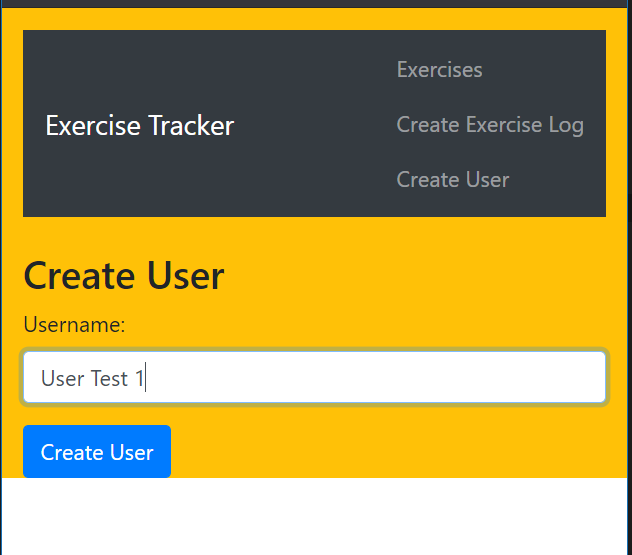 Exercise Tracker
Exercises
Create Exercise Log
Create User
Create User
Username:
User Test 1
Create User